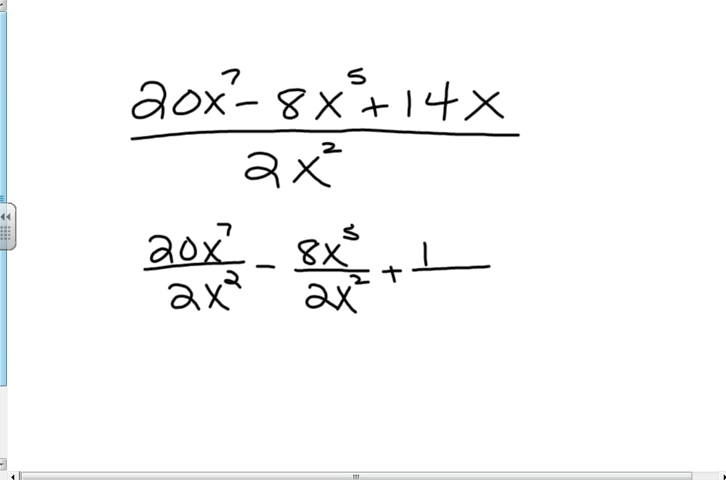 20x⁷ - 8x⁵ + 14x
2x²
20x⁷ - 8x⁵ + 1
2x² 2x²